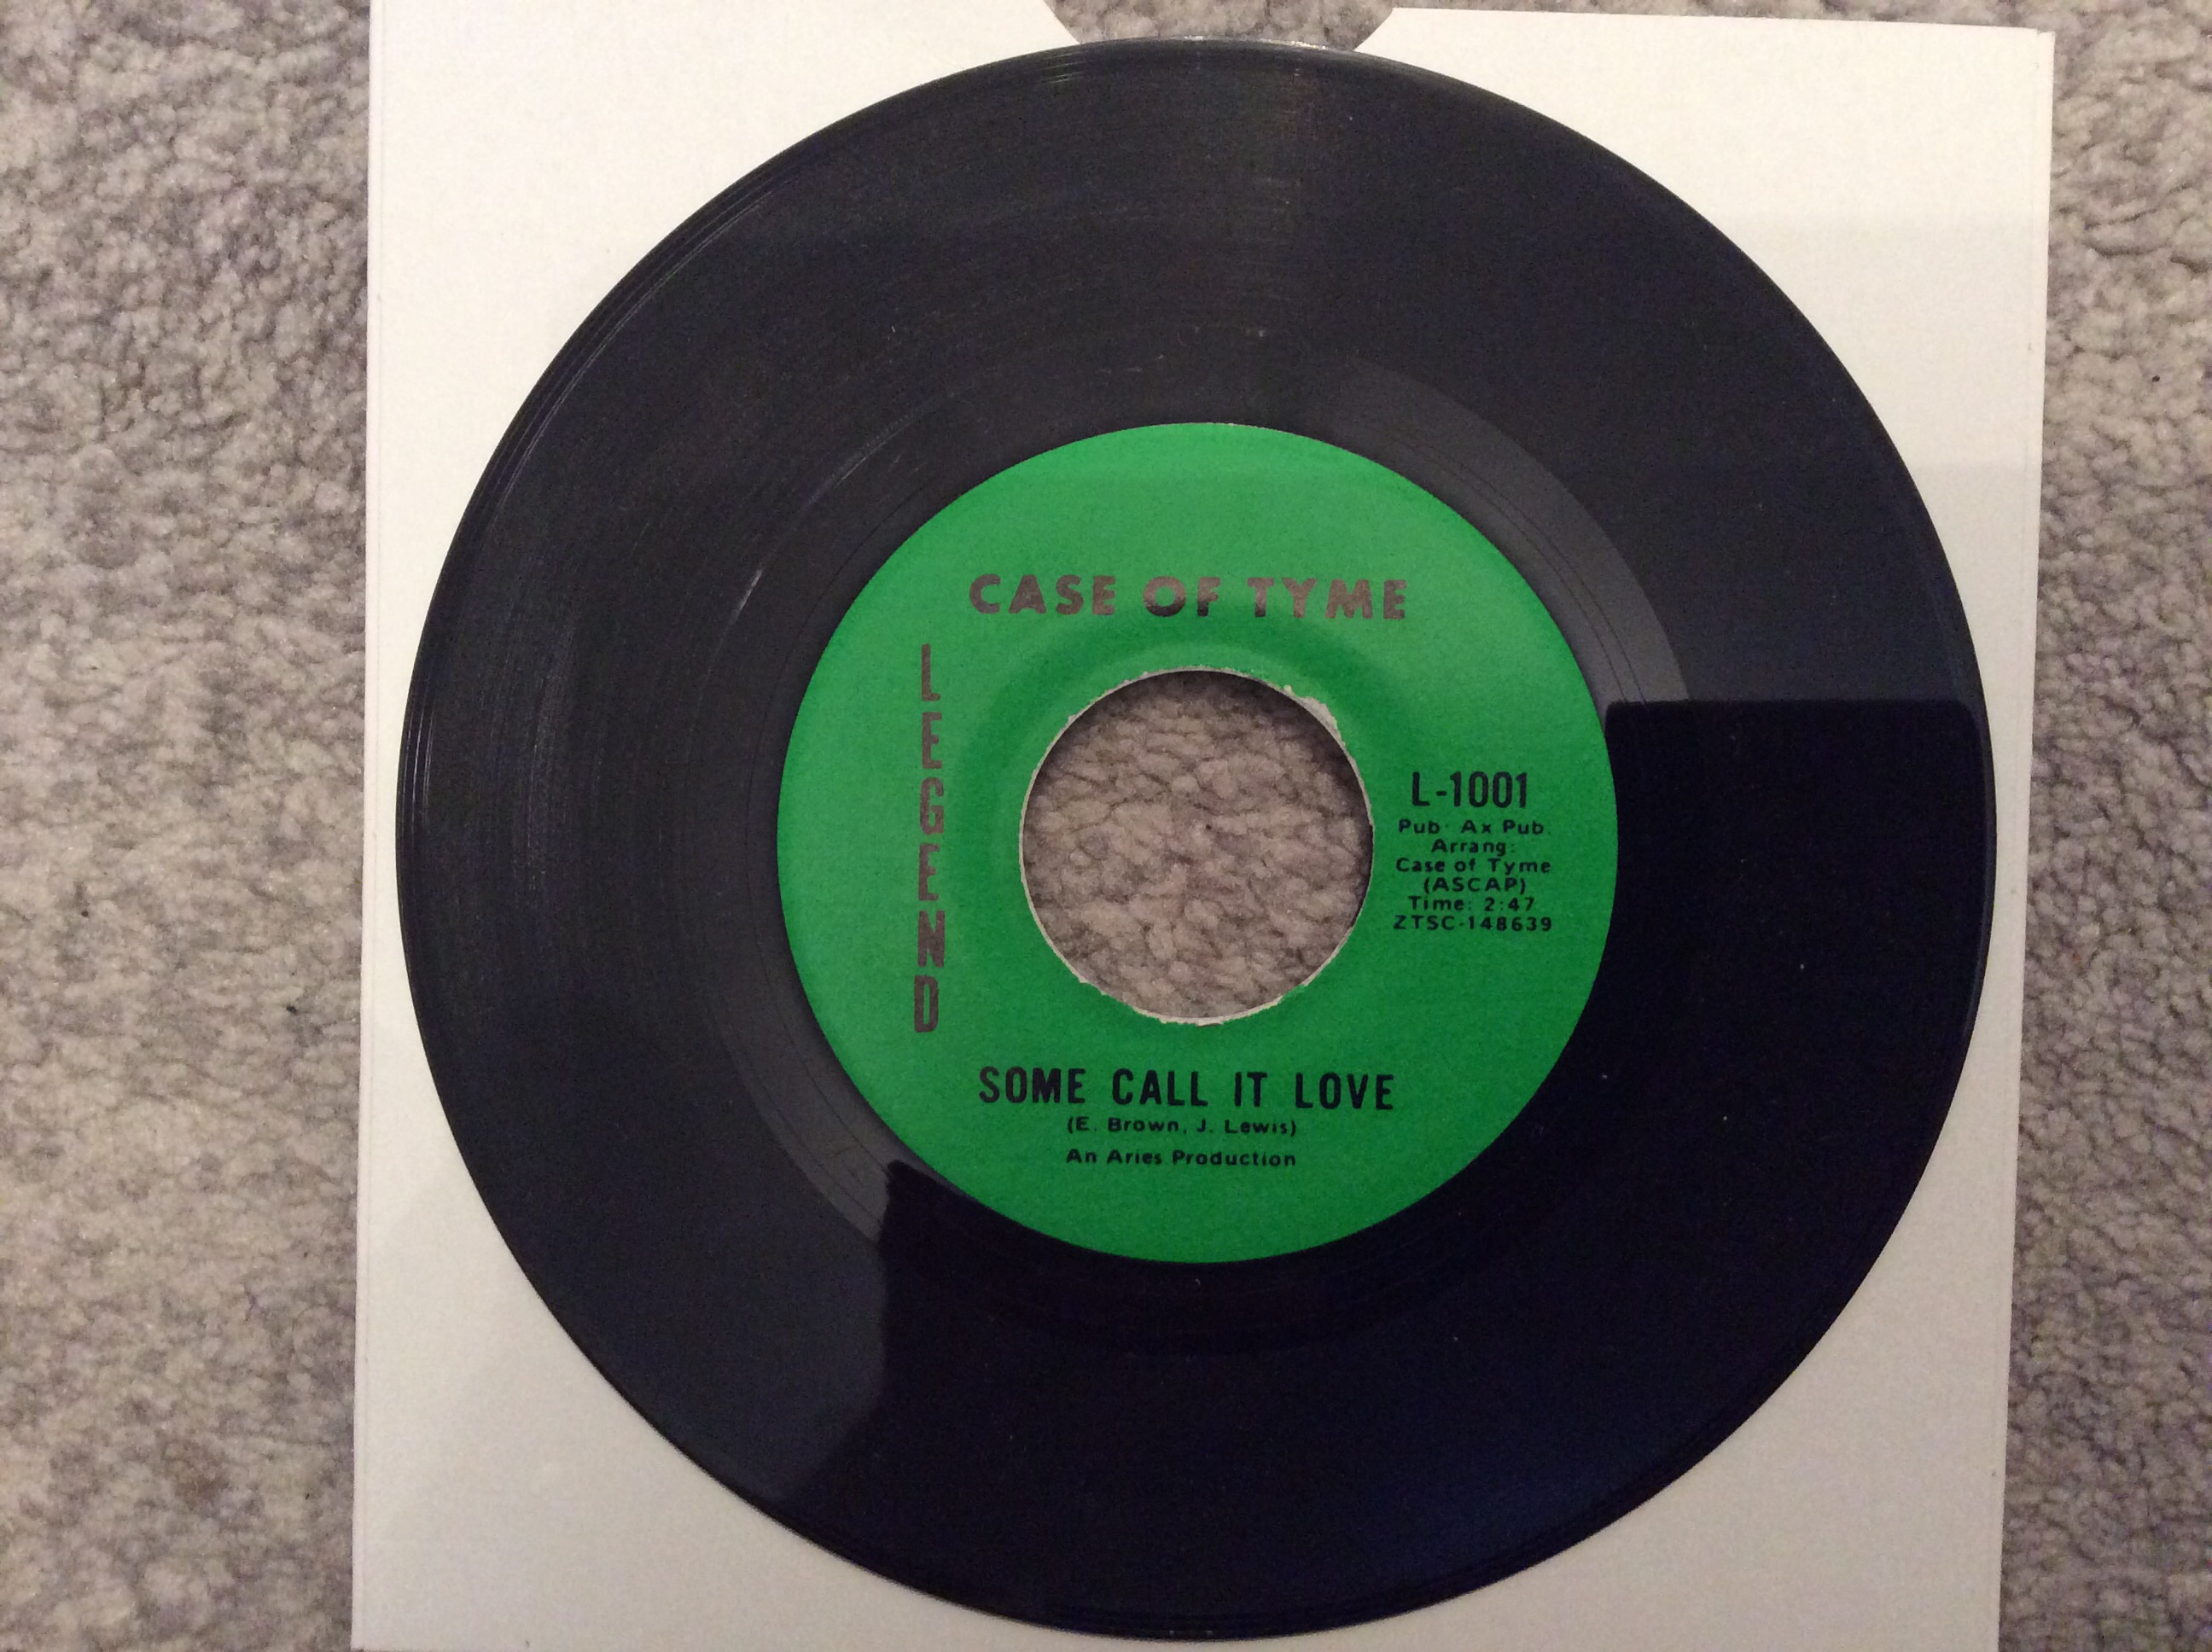 CASE OF TYME
LEGEND
L-1001
Pub: Ax Pub.
Arrang:
Case of Tyme
(ASCAP)
Time: 2:47
ZTSC-148639
SOME CALL IT LOVE
(E. Brown, J. Lewis)
An Aries Production